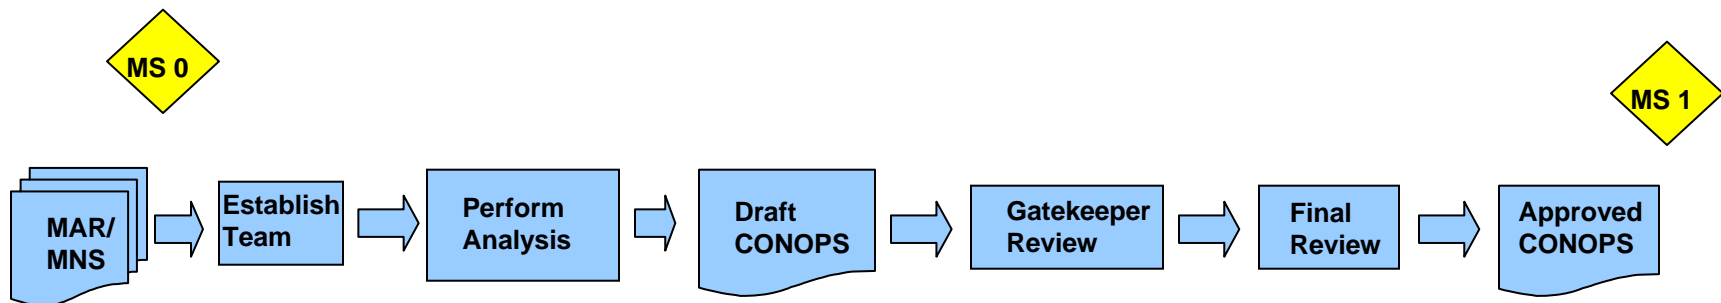 MS 0
MS 1
MAR/
MNS
Establish
Team
Perform
Analysis
Draft
CONOPS
Gatekeeper
Review
Final
Review
Approved
CONOPS